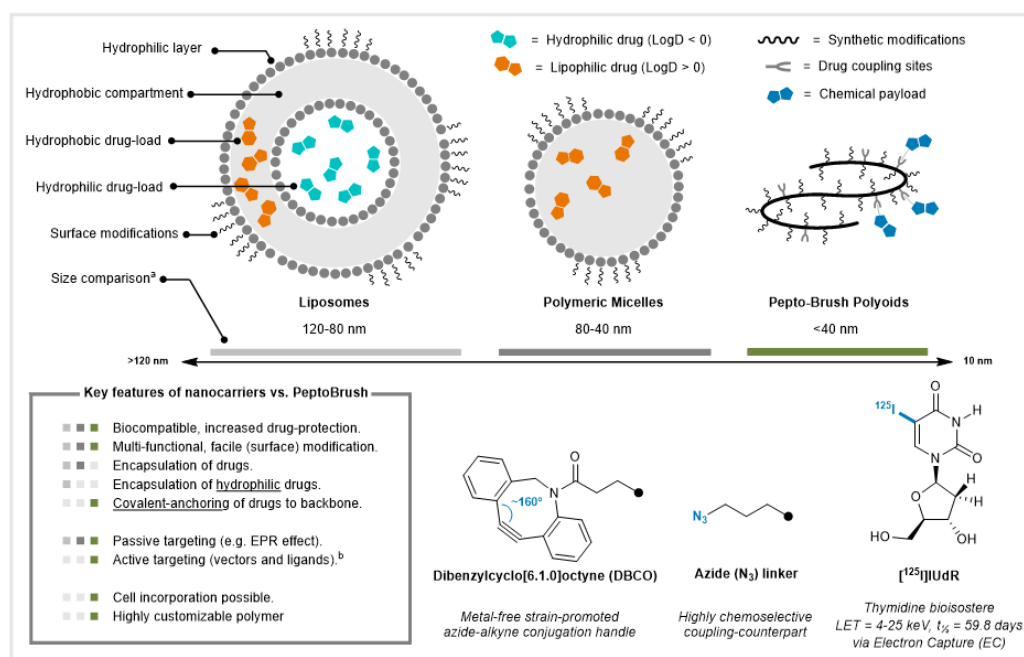 Hydrophilic layer
Hydrophobic compartment
Hydrophobic drug-load
Hydrophilic drug-load
Surface modifications
Size comparisonᵃ
= Hydrophilic drug (LogD < 0)
= Lipophilic drug (LogD > 0)
= Synthetic modifications
= Drug coupling sites
= Chemical payload
Liposomes
120-80 nm
Polymeric Micelles
80-40 nm
Pepto-Brush Polyoids
<40 nm
>120 nm
10 nm
Key features of nanocarriers vs. PeptoBrush
Biocompatible, increased drug-protection.
Multi-functional, facile (surface) modification.
Encapsulation of drugs.
Encapsulation of hydrophilic drugs.
Covalent-anchoring of drugs to backbone.
Passive targeting (e.g. EPR effect).
Active targeting (vectors and ligands).ᵇ
Cell incorporation possible.
Highly customizable polymer
O
N
~160°
Dibenzylcyclo[6.1.0]octyne (DBCO)
Metal-free strain-promoted
azide-alkyne conjugation handle
N₃
Azide (N₃) linker
Highly chemoselective
coupling-counterpart
O
¹²⁵I
N
H
N
O
O
H
H
HO
OH
[¹²⁵I]IUdR
Thymidine bioisostere
LET = 4-25 keV, t½ = 59.8 days
via Electron Capture (EC)